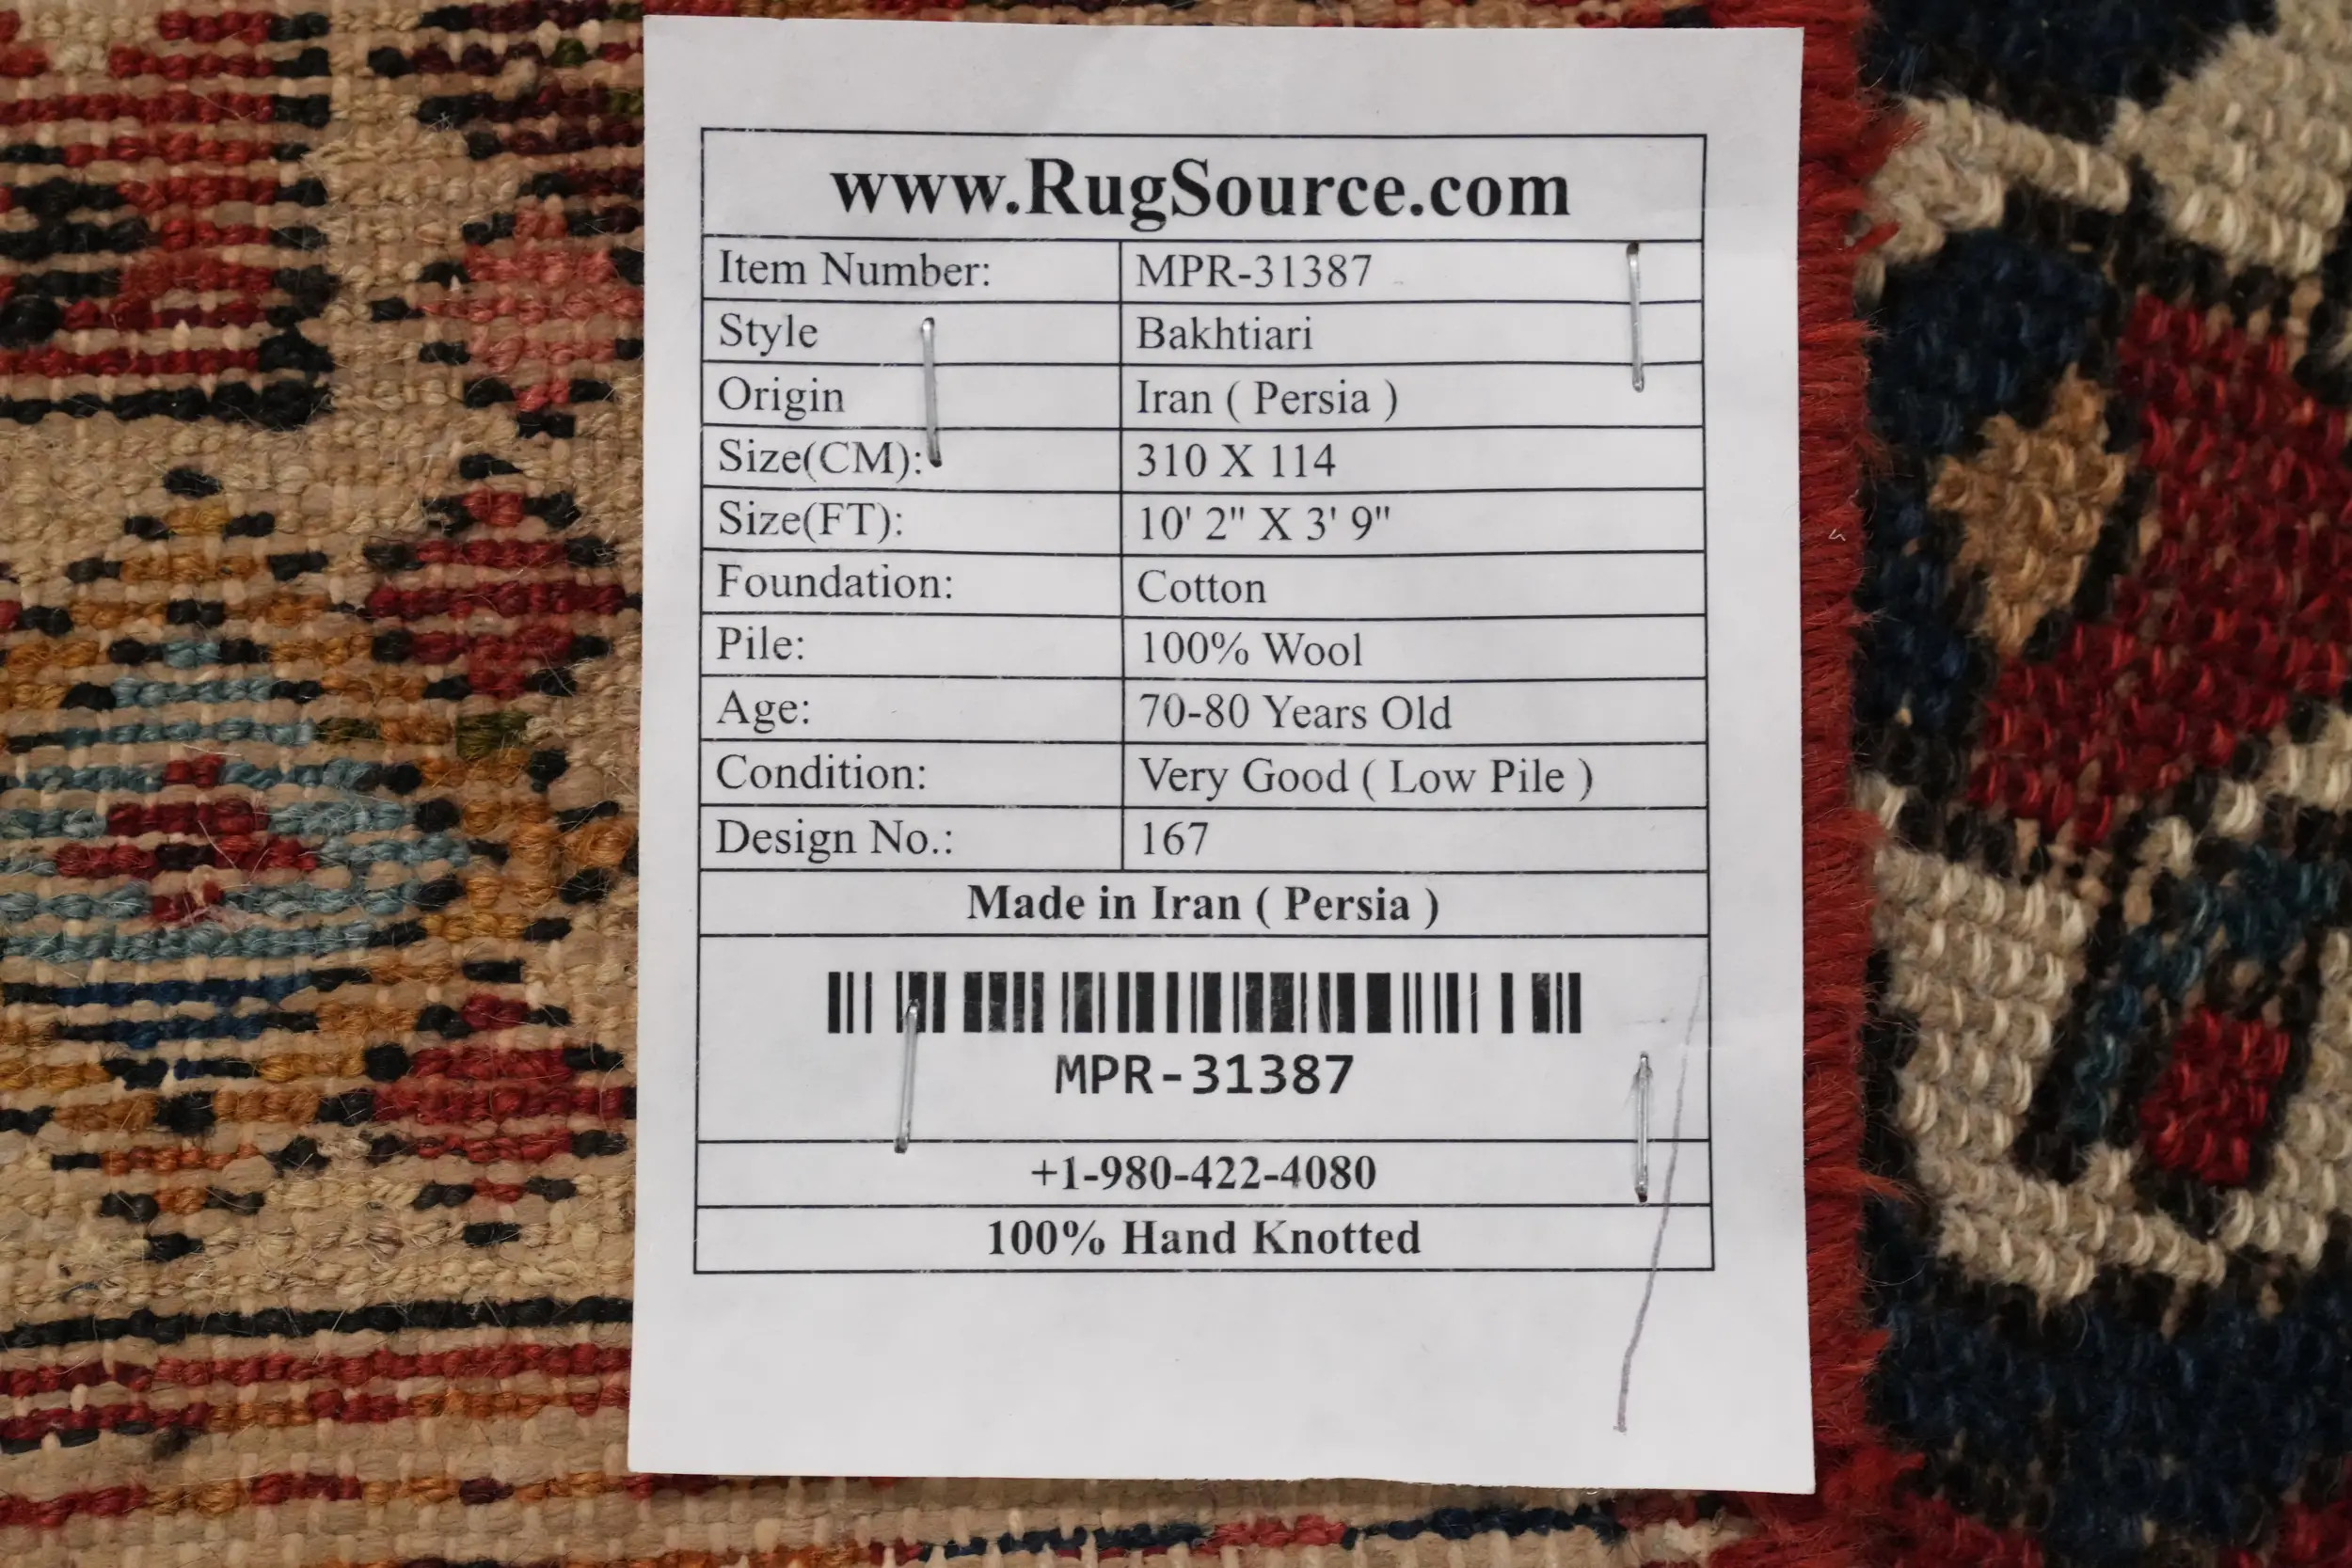 www.RugSource.com
Item Number: MPR-31387
Style Bakhtiari
Origin Iran ( Persia )
Size(CM): 310 X 114
Size(FT): 10' 2" X 3' 9"
Foundation: Cotton
Pile: 100% Wool
Age: 70-80 Years Old
Condition: Very Good ( Low Pile )
Design No.: 167
Made in Iran ( Persia )
MPR-31387
+1-980-422-4080
100% Hand Knotted